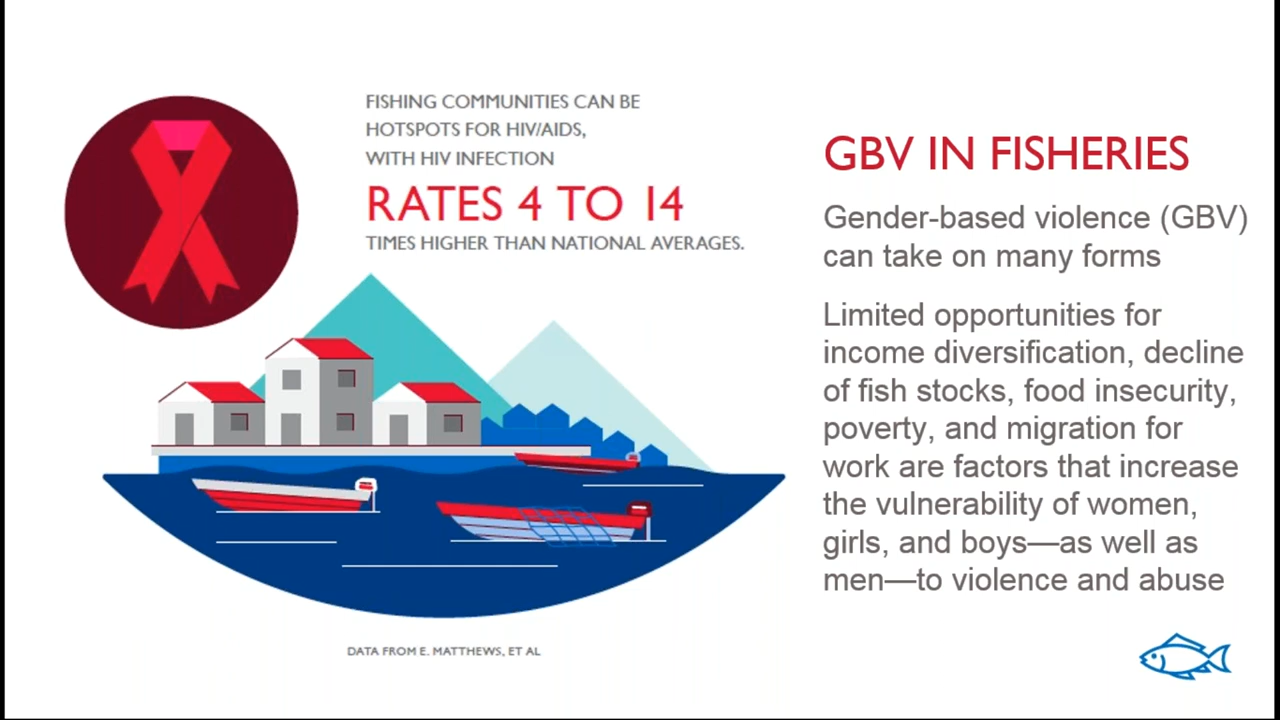 FISHING COMMUNITIES CAN BE
HOTSPOTS FOR HIV/AIDS,
WITH HIV INFECTION
RATES 4 TO 14
TIMES HIGHER THAN NATIONAL AVERAGES.
DATA FROM E. MATTHEWS, ET AL
GBV IN FISHERIES
Gender-based violence (GBV)
can take on many forms
Limited opportunities for
income diversification, decline
of fish stocks, food insecurity,
poverty, and migration for
work are factors that increase
the vulnerability of women,
girls, and boys—as well as
men—to violence and abuse